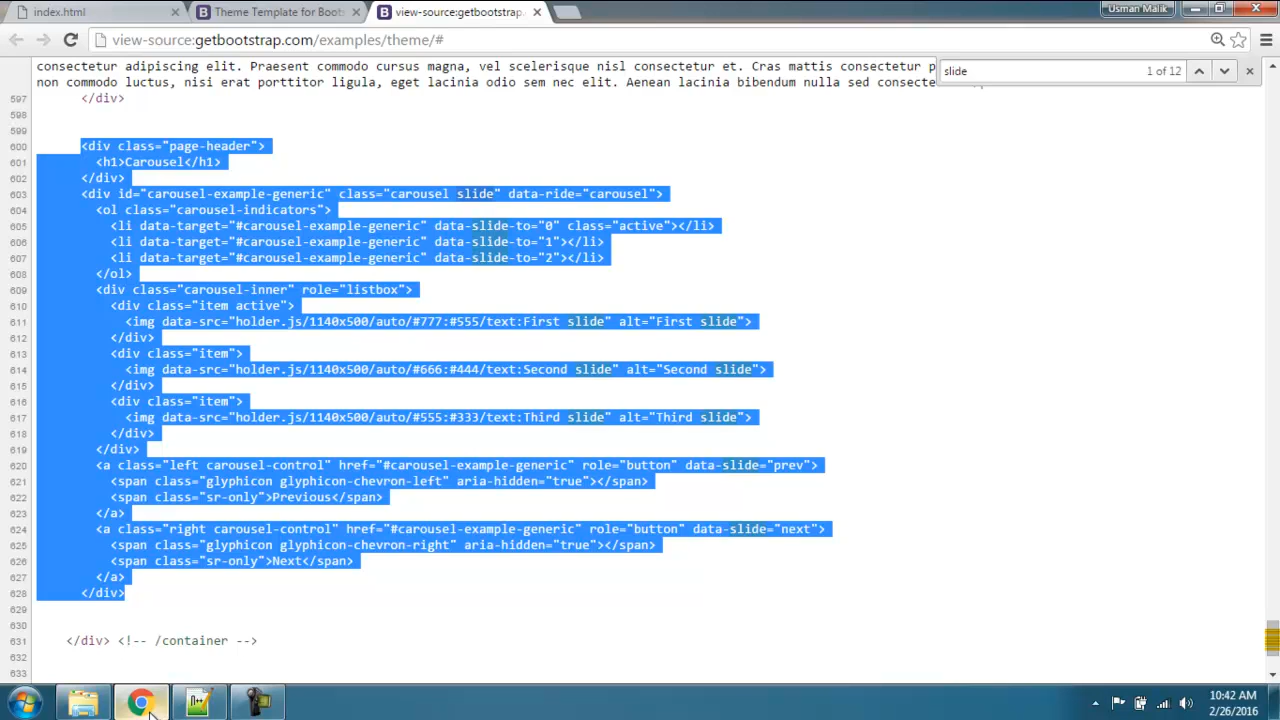 index.html
Theme Template for Boots
view-source:getbootstrap.
Usman Malik
view-source:getbootstrap.com/examples/theme/#
slide
1 of 12
consectetur adipiscing elit. Praesent commodo cursus magna, vel scelerisque nisl consectetur et. Cras mattis consectetur p
non commodo luctus, nisi erat porttitor ligula, eget lacinia odio sem nec elit. Aenean lacinia bibendum nulla sed consecte
597 </div>
598
599
600 <div class="page-header">
601 <h1>Carousel</h1>
602 </div>
603 <div id="carousel-example-generic" class="carousel slide" data-ride="carousel">
604 <ol class="carousel-indicators">
605 <li data-target="#carousel-example-generic" data-slide-to="0" class="active"></li>
606 <li data-target="#carousel-example-generic" data-slide-to="1"></li>
607 <li data-target="#carousel-example-generic" data-slide-to="2"></li>
608 </ol>
609 <div class="carousel-inner" role="listbox">
610 <div class="item active">
611 <img data-src="holder.js/1140x500/auto/#777:#555/text:First slide" alt="First slide">
612 </div>
613 <div class="item">
614 <img data-src="holder.js/1140x500/auto/#666:#444/text:Second slide" alt="Second slide">
615 </div>
616 <div class="item">
617 <img data-src="holder.js/1140x500/auto/#555:#333/text:Third slide" alt="Third slide">
618 </div>
619 </div>
620 <a class="left carousel-control" href="#carousel-example-generic" role="button" data-slide="prev">
621 <span class="glyphicon glyphicon-chevron-left" aria-hidden="true"></span>
622 <span class="sr-only">Previous</span>
623 </a>
624 <a class="right carousel-control" href="#carousel-example-generic" role="button" data-slide="next">
625 <span class="glyphicon glyphicon-chevron-right" aria-hidden="true"></span>
626 <span class="sr-only">Next</span>
627 </a>
628 </div>
629
630
631 </div> <!-- /container -->
632
633
10:42 AM
2/26/2016